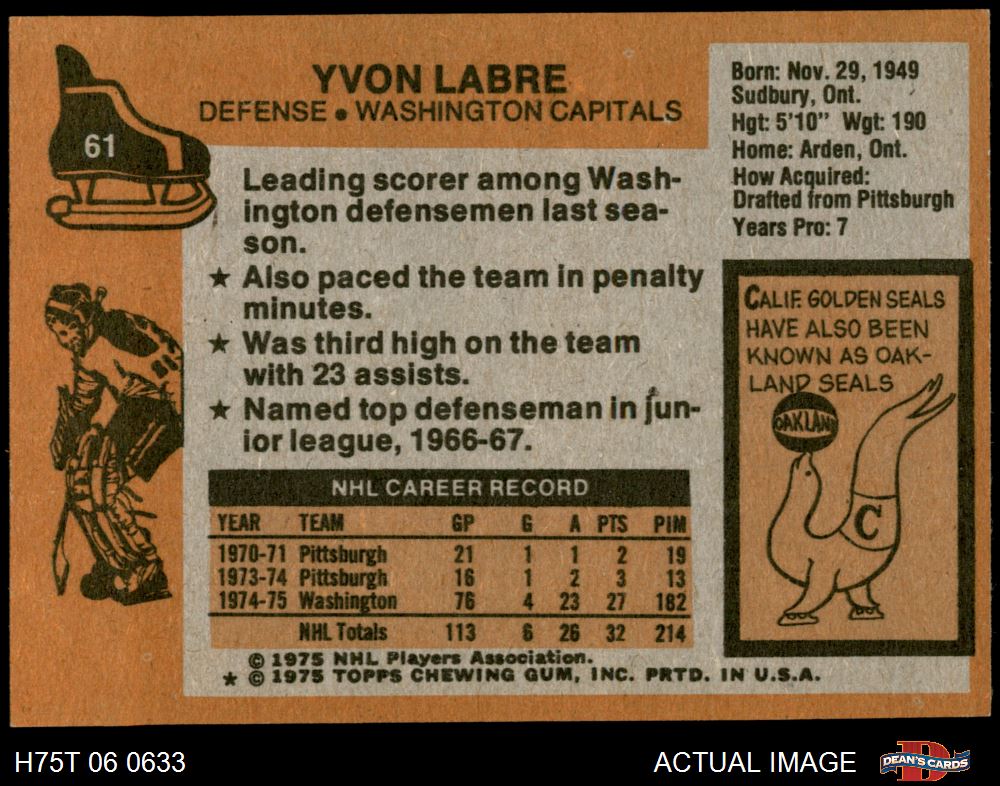 61
YVON LABRE
DEFENSE • WASHINGTON CAPITALS
Born: Nov. 29, 1949
Sudbury, Ont.
Hgt: 5'10" Wgt: 190
Home: Arden, Ont.
How Acquired:
Drafted from Pittsburgh
Years Pro: 7
Leading scorer among Wash-
ington defensemen last sea-
son.
★ Also paced the team in penalty
minutes.
★ Was third high on the team
with 23 assists.
★ Named top defenseman in jun-
ior league, 1966-67.
CALIF. GOLDEN SEALS
HAVE ALSO BEEN
KNOWN AS OAK-
LAND SEALS
OAKLAND
C
NHL CAREER RECORD
YEAR TEAM GP G A PTS PIM
1970-71 Pittsburgh 21 1 1 2 19
1973-74 Pittsburgh 16 1 2 3 13
1974-75 Washington 76 4 23 27 182
NHL Totals 113 6 26 32 214
© 1975 NHL Players Association.
★ © 1975 TOPPS CHEWING GUM, INC. PRTD. IN U.S.A.
H75T 06 0633
ACTUAL IMAGE
D
DEAN'S CARDS